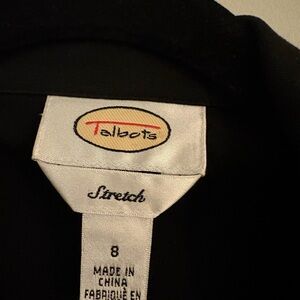 Talbots
Stretch
8
MADE IN
CHINA
FABRIQUÉ EN